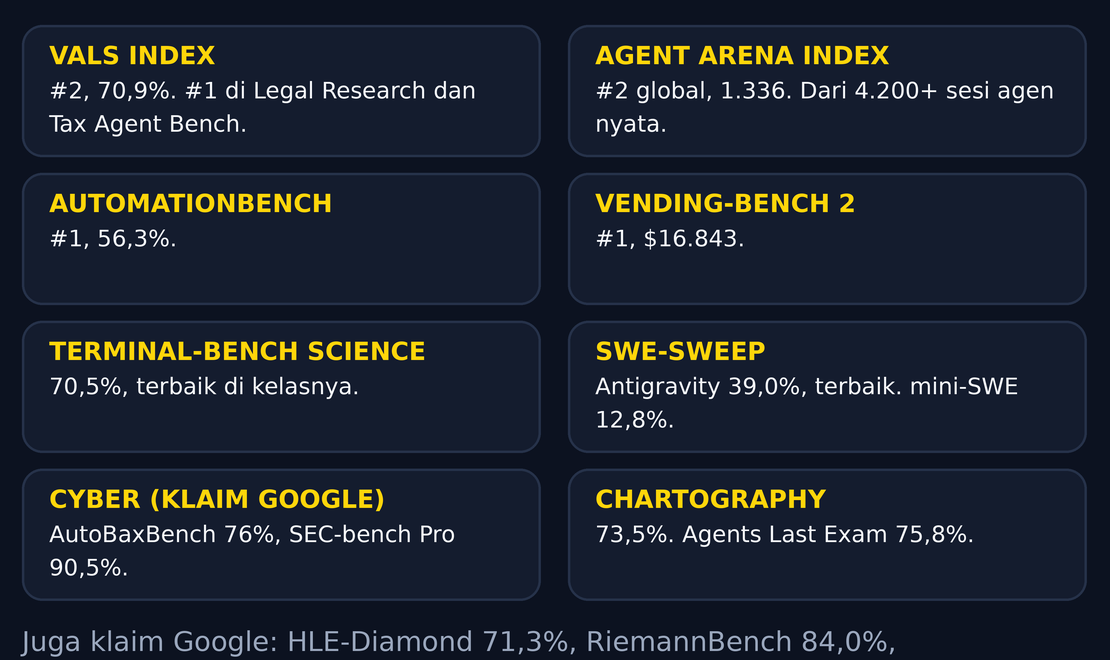 VALS INDEX
#2, 70,9%. #1 di Legal Research dan
Tax Agent Bench.
AGENT ARENA INDEX
#2 global, 1.336. Dari 4.200+ sesi agen
nyata.
AUTOMATIONBENCH
#1, 56,3%.
VENDING-BENCH 2
#1, $16.843.
TERMINAL-BENCH SCIENCE
70,5%, terbaik di kelasnya.
SWE-SWEEP
Antigravity 39,0%, terbaik. mini-SWE
12,8%.
CYBER (KLAIM GOOGLE)
AutoBaxBench 76%, SEC-bench Pro
90,5%.
CHARTOGRAPHY
73,5%. Agents Last Exam 75,8%.
Juga klaim Google: HLE-Diamond 71,3%, RiemannBench 84,0%,